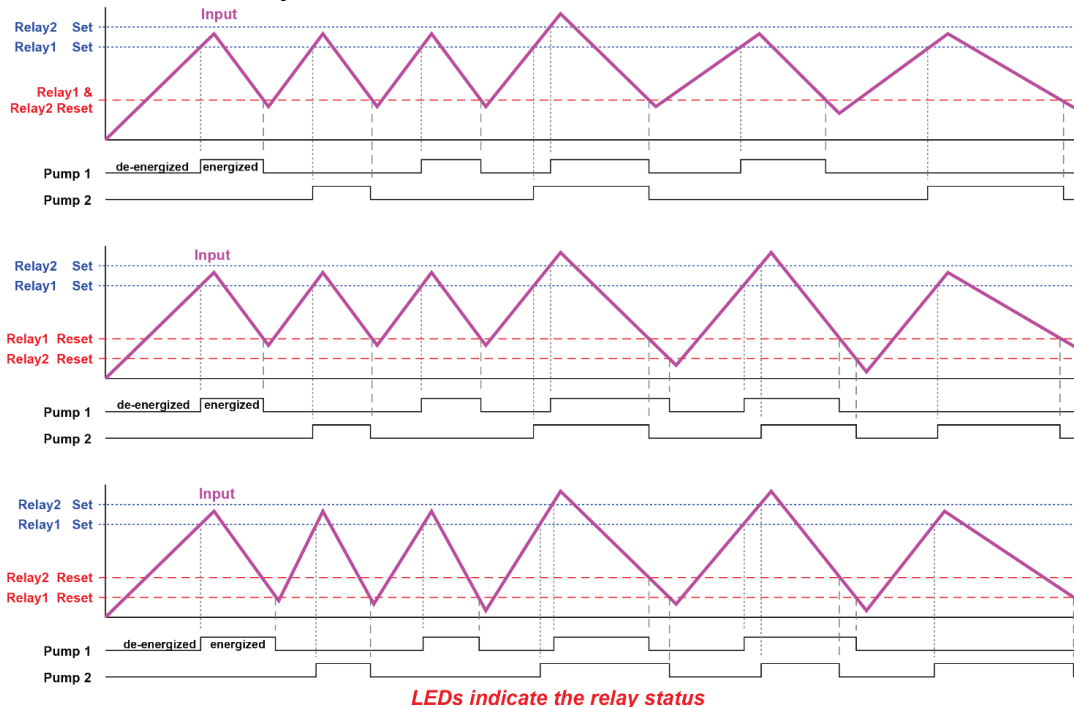 Input
Relay2 Set
Relay1 Set
Relay1 &
Relay2 Reset
de-energized energized
Pump 1
Pump 2
Input
Relay2 Set
Relay1 Set
Relay1 Reset
Relay2 Reset
de-energized energized
Pump 1
Pump 2
Input
Relay2 Set
Relay1 Set
Relay2 Reset
Relay1 Reset
de-energized energized
Pump 1
Pump 2
LEDs indicate the relay status